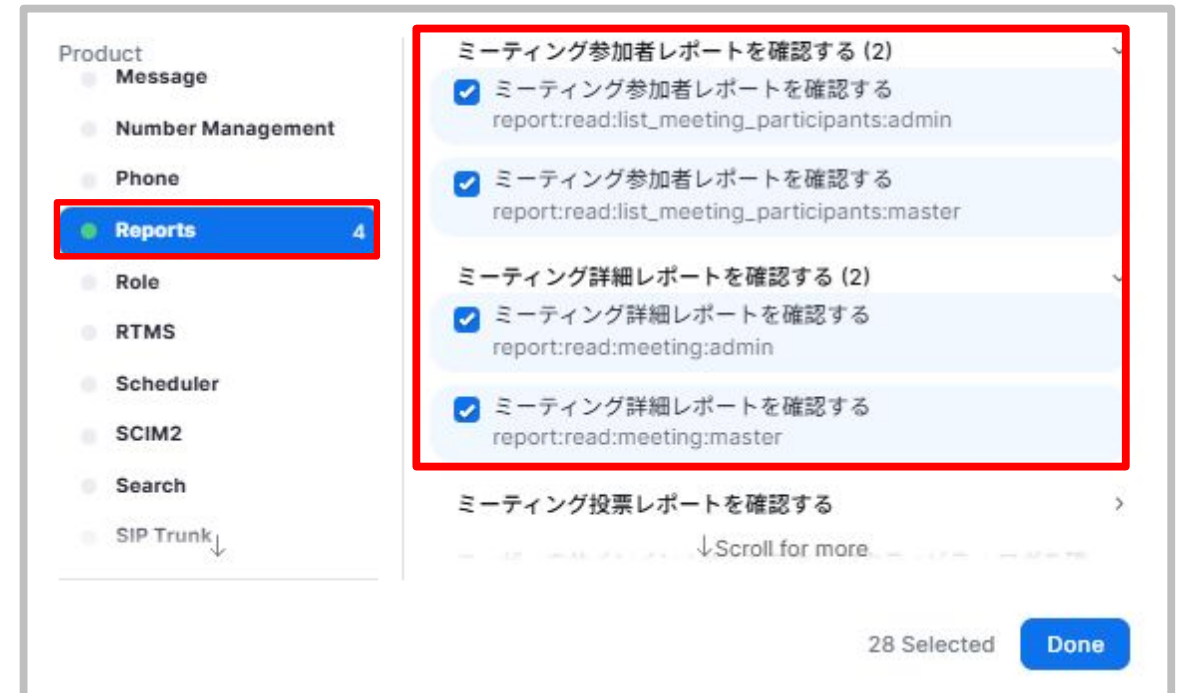 Product
Message
Number Management
Phone
Reports 4
Role
RTMS
Scheduler
SCIM2
Search
SIP Trunk
ミーティング参加者レポートを確認する (2)
ミーティング参加者レポートを確認する
report:read:list_meeting_participants:admin
ミーティング参加者レポートを確認する
report:read:list_meeting_participants:master
ミーティング詳細レポートを確認する (2)
ミーティング詳細レポートを確認する
report:read:meeting:admin
ミーティング詳細レポートを確認する
report:read:meeting:master
ミーティング投票レポートを確認する
↓Scroll for more
28 Selected
Done